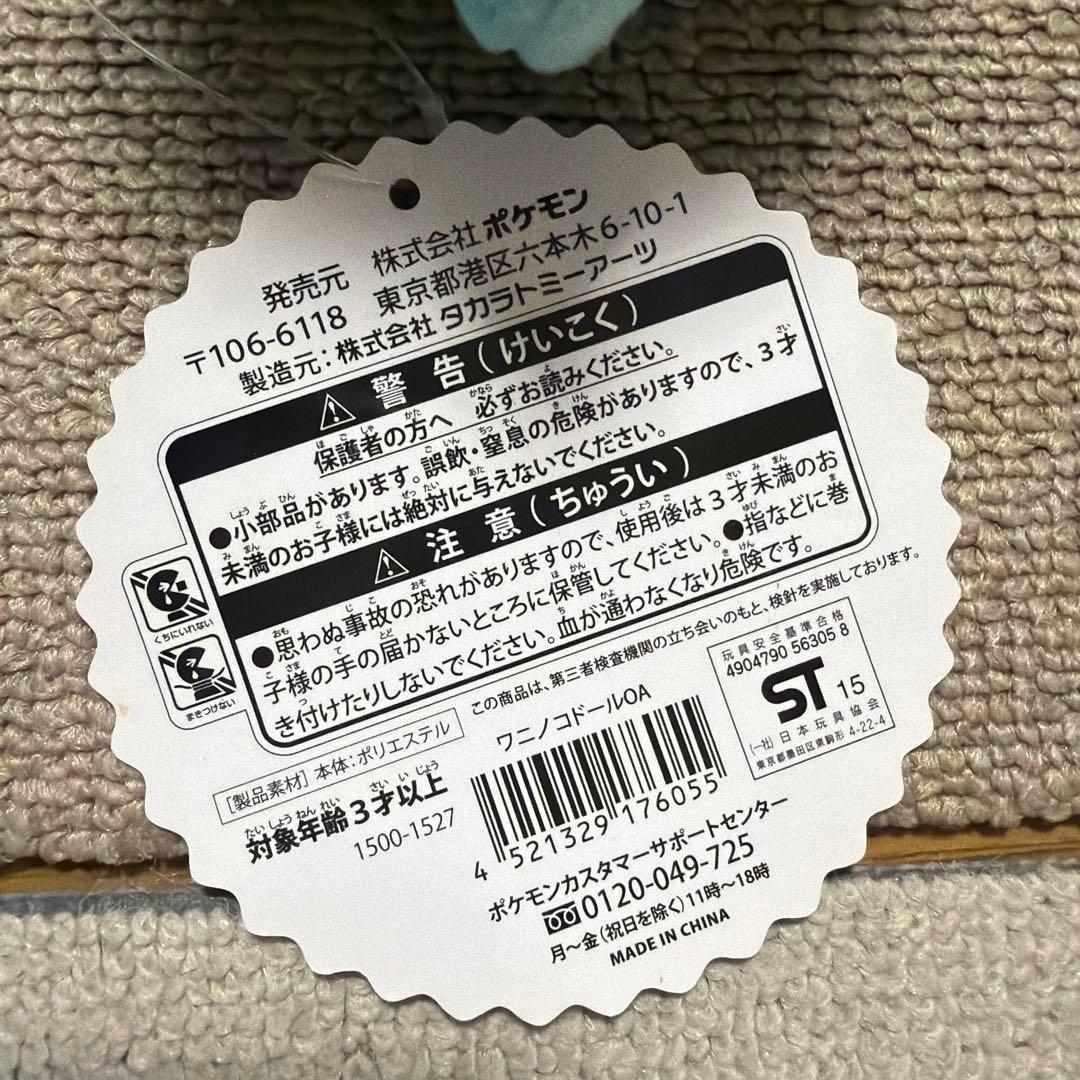 発売元 株式会社ポケモン
〒106-6118 東京都港区六本木6-10-1
製造元:株式会社タカラトミーアーツ
警告(けいこく)
保護者の方へ 必ずお読みください。
●小部品があります。誤飲・窒息の危険がありますので、3才
未満のお子様には絶対に与えないでください。
注意(ちゅうい)
●思わぬ事故の恐れがありますので、使用後は3才未満のお
子様の手の届かないところに保管してください。●指などに巻
き付けたりしないでください。血が通わなくなり危険です。
くちにいれない
まきつけない
この商品は、第三者検査機関の立ち会いのもと、検針を実施しております。
[製品素材]本体:ポリエステル
対象年齢3才以上
1500-1527
ワニノコドールOA
4 521329 176055
玩具安全基準合格
4904790 56305 8
ST 15
(一社)日本玩具協会
東京都墨田区東駒形 4-22-4
ポケモンカスタマーサポートセンター
0120-049-725
月〜金(祝日を除く)11時〜18時
MADE IN CHINA